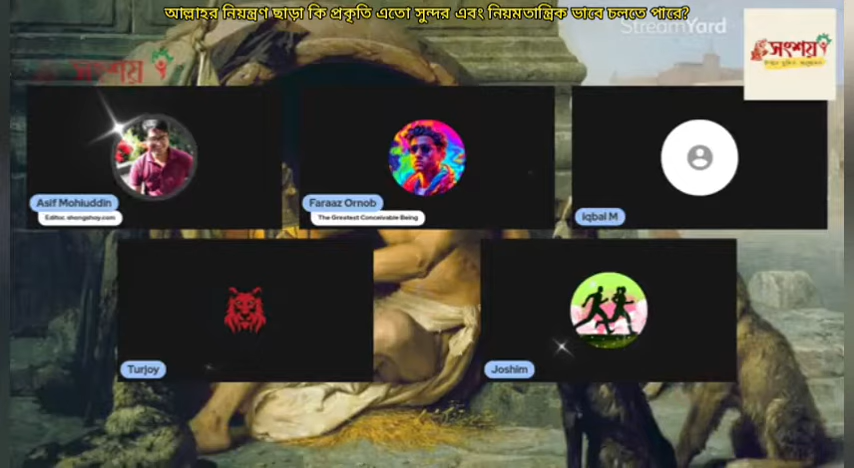 আল্লাহর নিয়ন্ত্রণ ছাড়া কি প্রকৃতি এতো সুন্দর এবং নিয়মতান্ত্রিক ভাবে চলতে পারে?
StreamYard
সংশয়
সংশয়
Asif Mohiuddin
Editor, shongshoy.com
Faraaz Ornob
The Greatest Conceivable Being
Iqbal M
Turjoy
Joshim